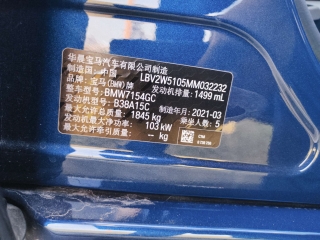 华晨宝马汽车有限公司制造
制造国：中国 LBV2W5105MM032232
品牌：宝马(BMW)牌 发动机排量：1499 mL
整车型号：BMW7154GC
发动机型号：B38A15C 制造年月：2021-03
最大允许总质量：1845 kg 乘坐人数：5
发动机最大净功率：103 kW
最大允许牵引质量：-- kg